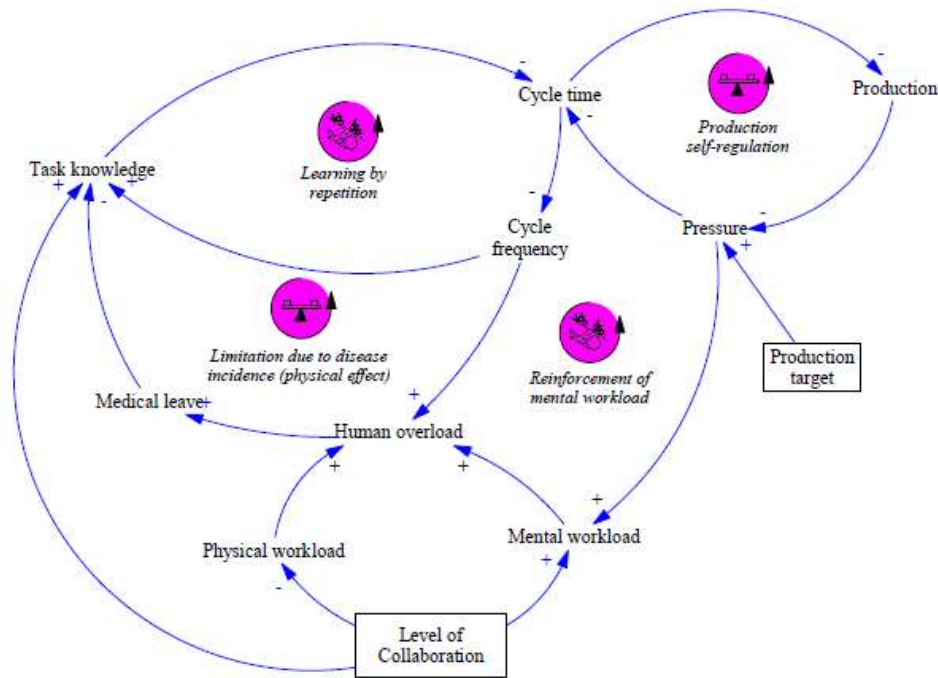 -
Cycle time
-
-
Production
Production
self-regulation
Task knowledge
+
-
+
Learning by
repetition
-
Cycle
frequency
-
Pressure
+
Limitation due to disease
incidence (physical effect)
Reinforcement of
mental workload
Production
target
Medical leave
+
+
Human overload
+
+
+
Physical workload
-
Mental workload
+
Level of
Collaboration